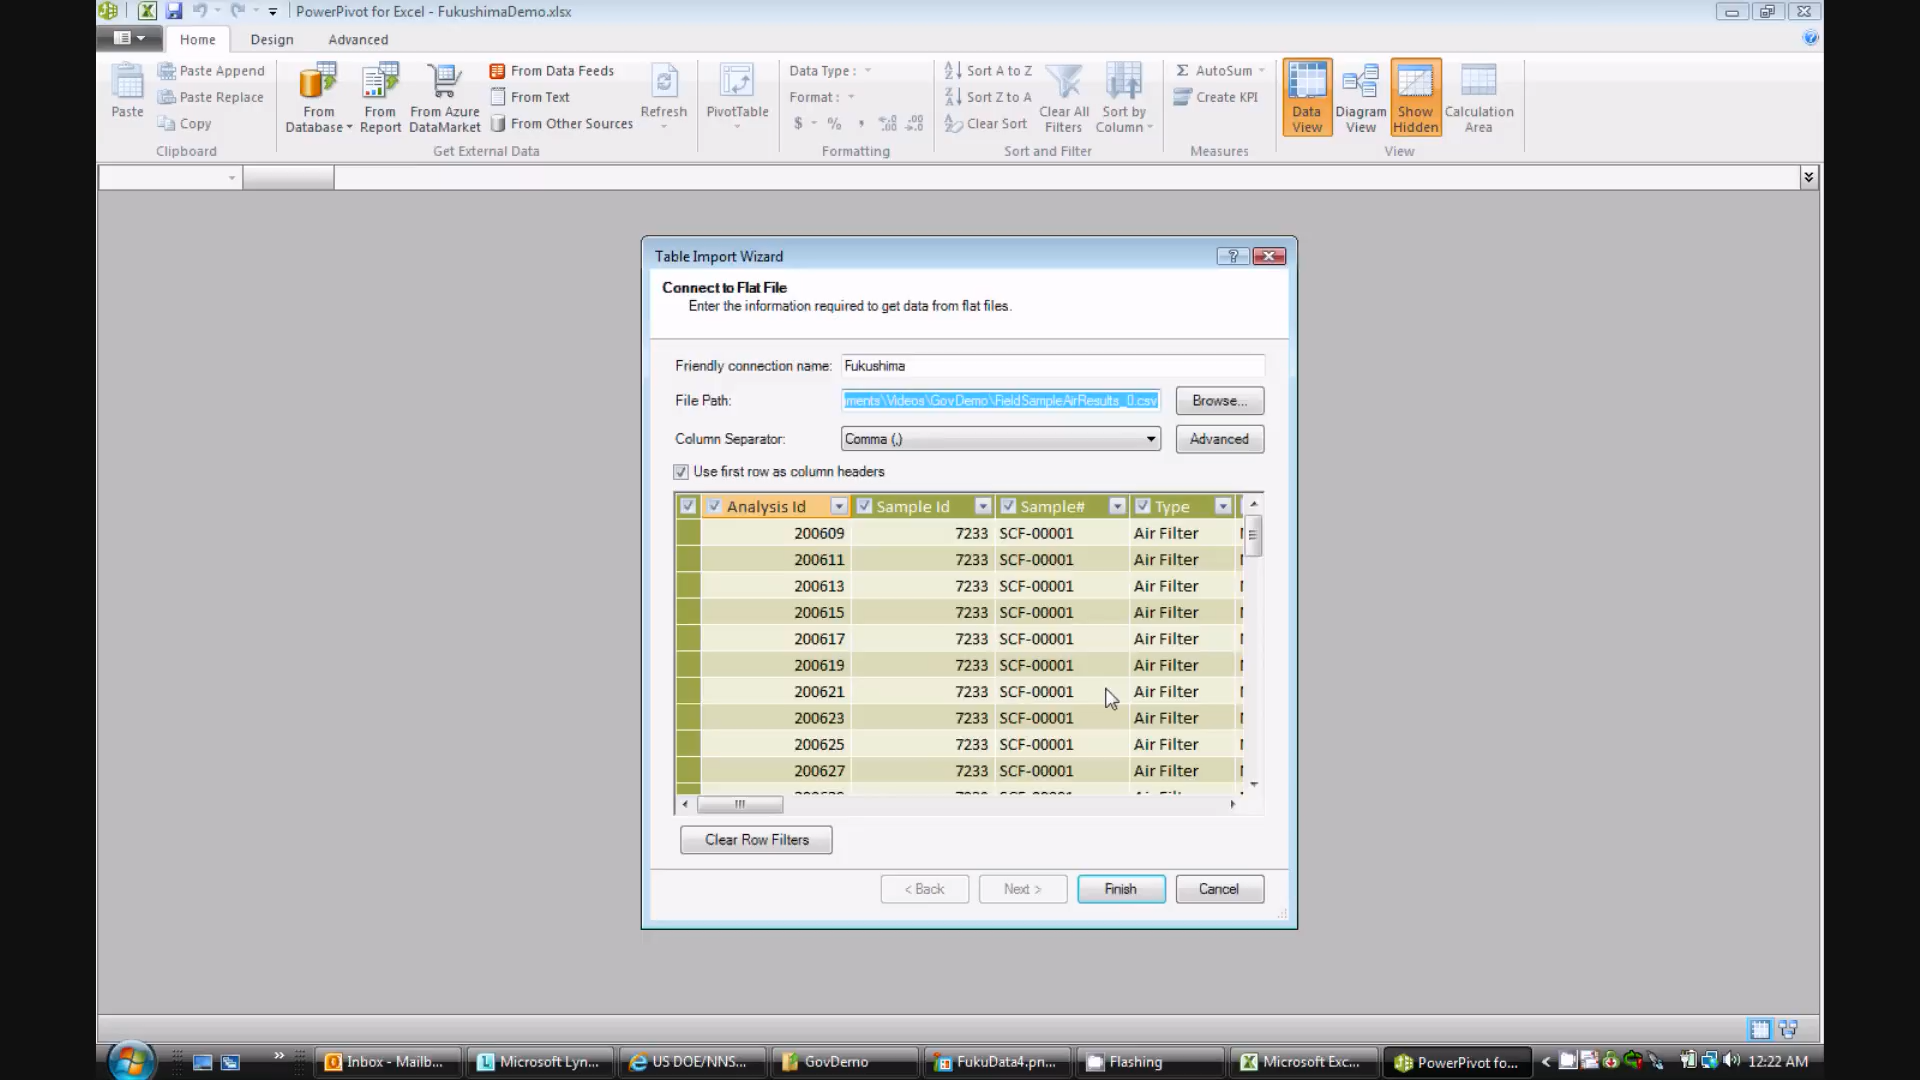 PowerPivot for Excel - FukushimaDemo.xlsx
Home Design Advanced
Paste
Paste Append
Paste Replace
Copy
Clipboard
From Database
From Report
From Azure DataMarket
From Data Feeds
From Text
From Other Sources
Get External Data
Refresh
PivotTable
Data Type :
Format :
$ % , .00
Formatting
Sort A to Z
Sort Z to A
Clear Sort
Clear All Filters
Sort by Column
Sort and Filter
AutoSum
Create KPI
Measures
Data View
Diagram View
Show Hidden
Calculation Area
View
Table Import Wizard
Connect to Flat File
Enter the information required to get data from flat files.
Friendly connection name: Fukushima
File Path: ments\Videos\GovDemo\FieldSampleAirResults_0.csv Browse...
Column Separator: Comma (,) Advanced
Use first row as column headers
Analysis Id Sample Id Sample# Type
200609 7233 SCF-00001 Air Filter
200611 7233 SCF-00001 Air Filter
200613 7233 SCF-00001 Air Filter
200615 7233 SCF-00001 Air Filter
200617 7233 SCF-00001 Air Filter
200619 7233 SCF-00001 Air Filter
200621 7233 SCF-00001 Air Filter
200623 7233 SCF-00001 Air Filter
200625 7233 SCF-00001 Air Filter
200627 7233 SCF-00001 Air Filter
Clear Row Filters
< Back Next > Finish Cancel
Inbox - Mailb... Microsoft Lyn... US DOE/NNS... GovDemo FukuData4.pn... Flashing Microsoft Exc... PowerPivot fo... 12:22 AM